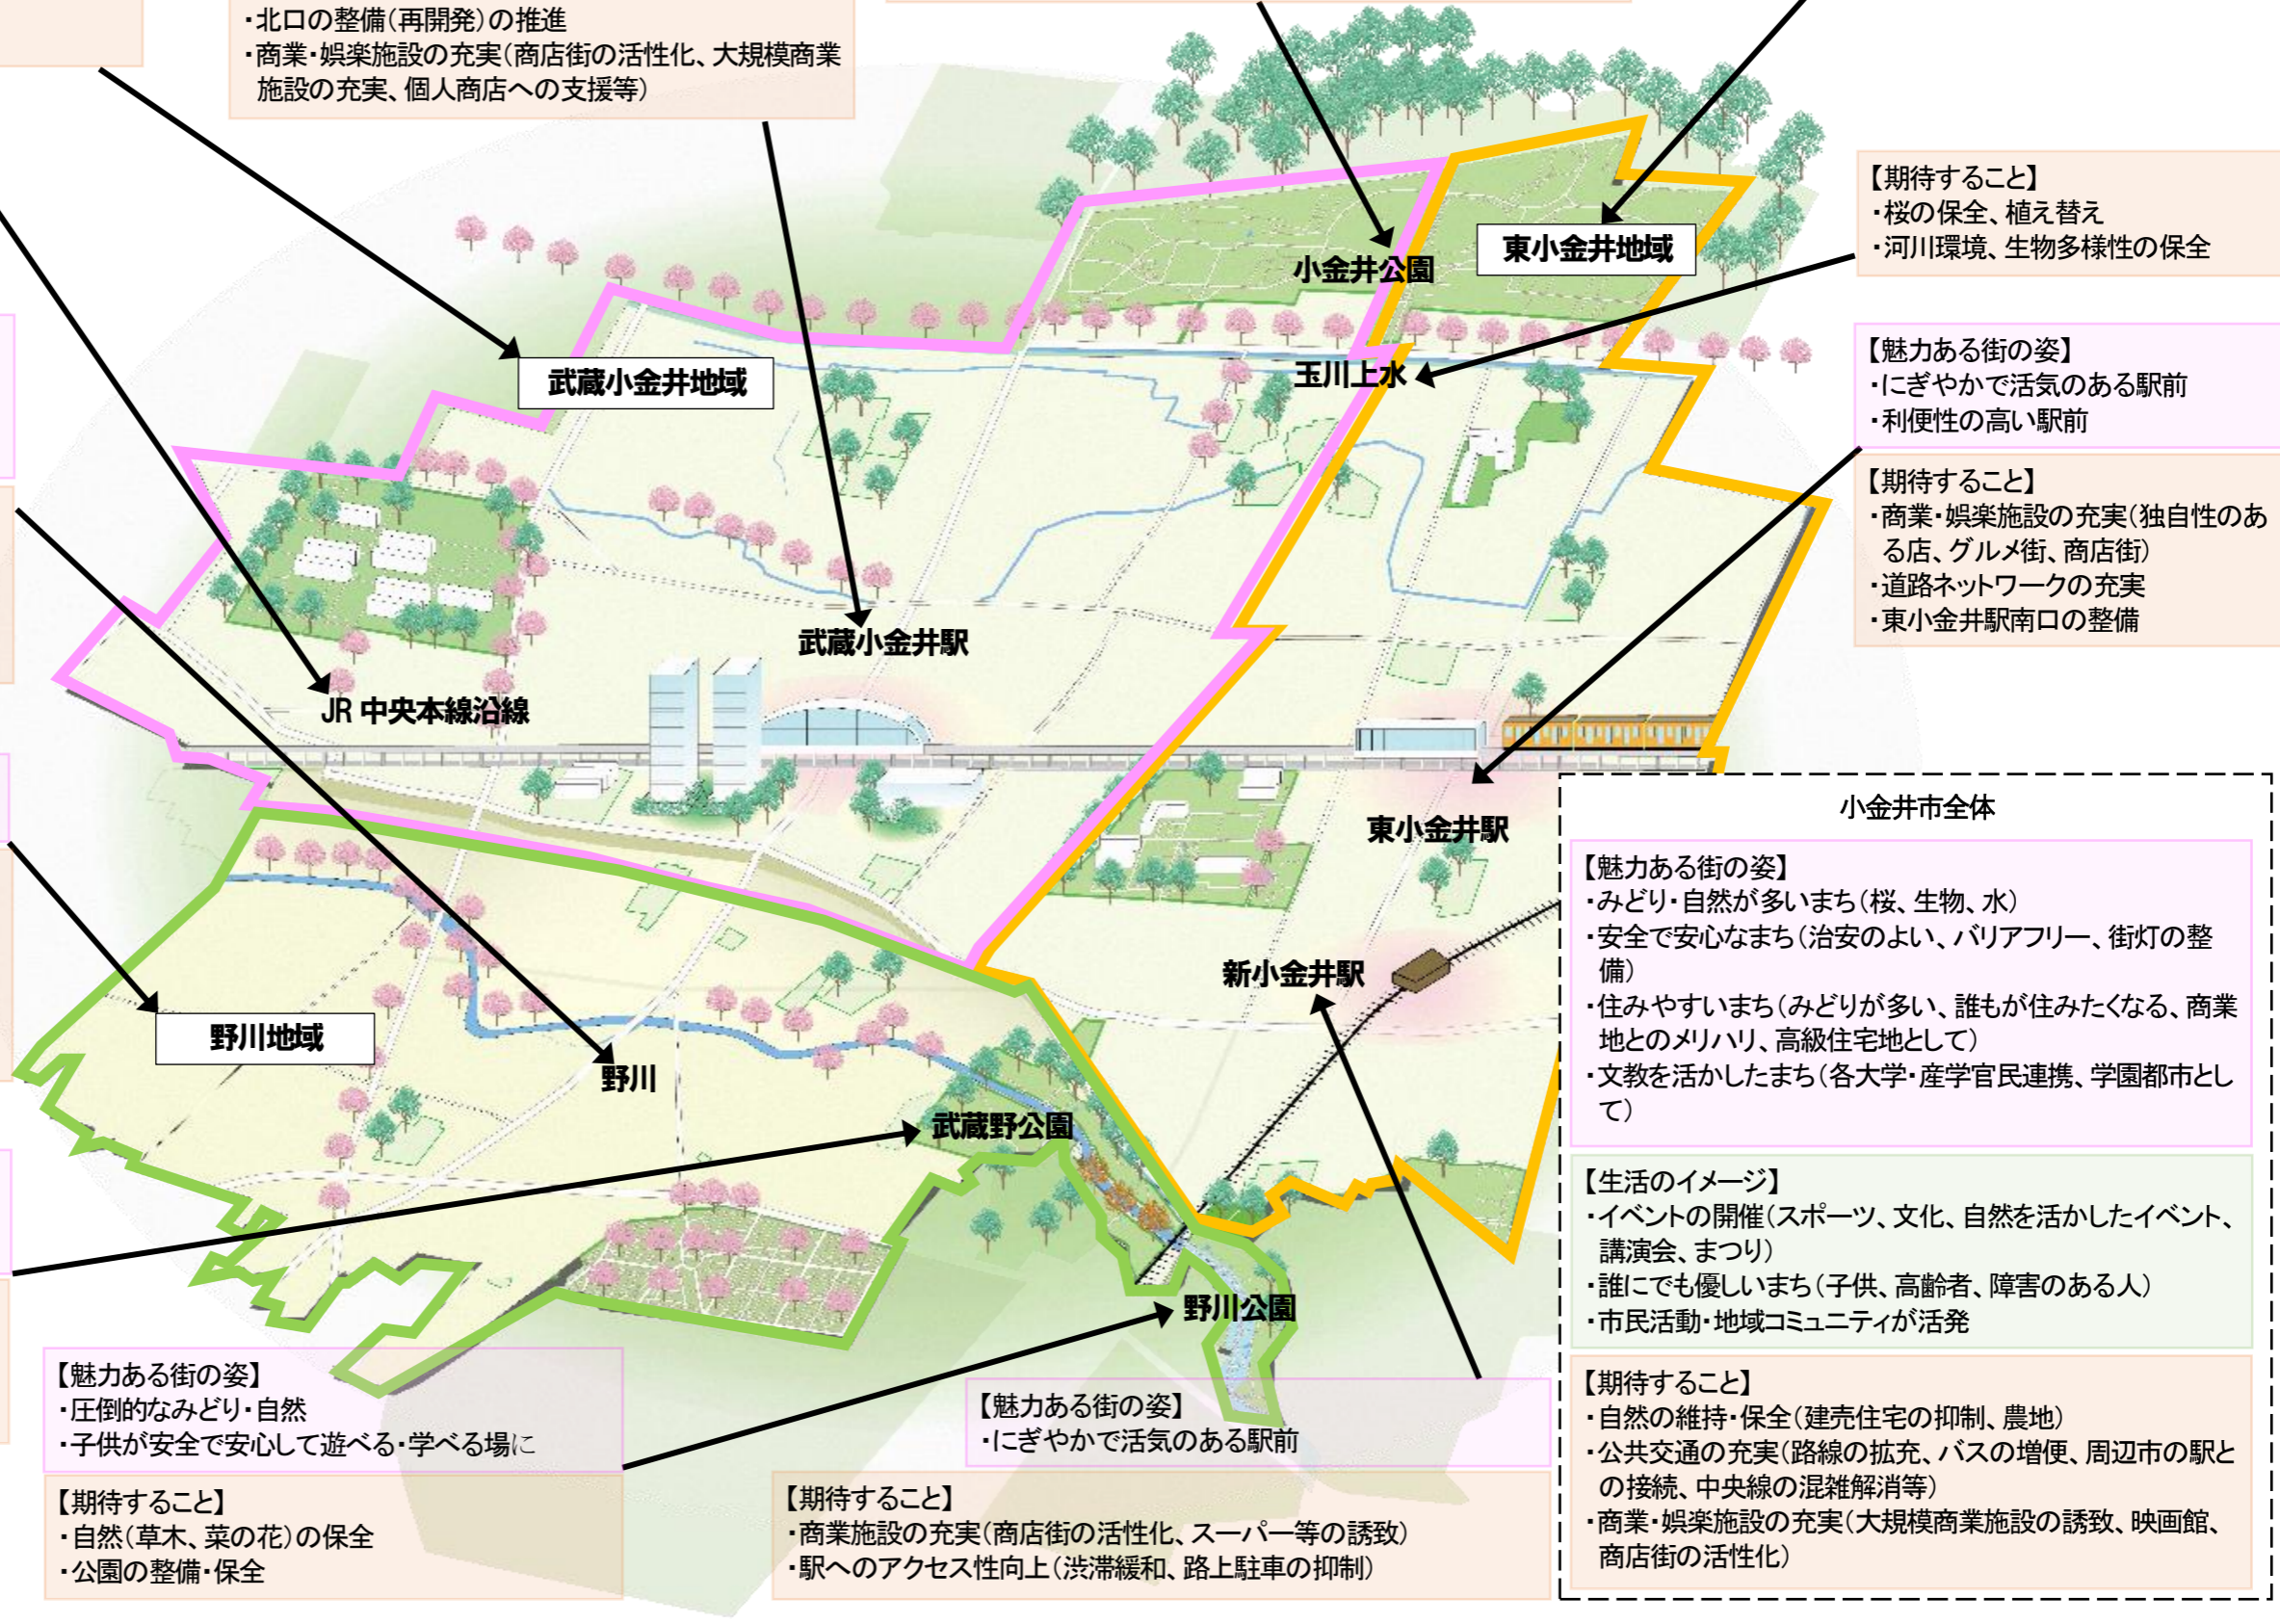 ・北口の整備(再開発)の推進
・商業・娯楽施設の充実(商店街の活性化、大規模商業
施設の充実、個人商店への支援等)
【期待すること】
・桜の保全、植え替え
・河川環境、生物多様性の保全
東小金井地域
小金井公園
玉川上水
武蔵小金井地域
【魅力ある街の姿】
・にぎやかで活気のある駅前
・利便性の高い駅前
【期待すること】
・商業・娯楽施設の充実(独自性のあ
る店、グルメ街、商店街)
・道路ネットワークの充実
・東小金井駅南口の整備
武蔵小金井駅
JR 中央本線沿線
東小金井駅
新小金井駅
野川地域
野川
武蔵野公園
野川公園
小金井市全体
【魅力ある街の姿】
・みどり・自然が多いまち(桜、生物、水)
・安全で安心なまち(治安のよい、バリアフリー、街灯の整
備)
・住みやすいまち(みどりが多い、誰もが住みたくなる、商業
地とのメリハリ、高級住宅地として)
・文教を活かしたまち(各大学・産学官民連携、学園都市とし
て)
【生活のイメージ】
・イベントの開催(スポーツ、文化、自然を活かしたイベント、
講演会、まつり)
・誰にでも優しいまち(子供、高齢者、障害のある人)
・市民活動・地域コミュニティが活発
【期待すること】
・自然の維持・保全(建売住宅の抑制、農地)
・公共交通の充実(路線の拡充、バスの増便、周辺市の駅と
の接続、中央線の混雑解消等)
・商業・娯楽施設の充実(大規模商業施設の誘致、映画館、
商店街の活性化)
【魅力ある街の姿】
・圧倒的なみどり・自然
・子供が安全で安心して遊べる・学べる場に
【期待すること】
・自然(草木、菜の花)の保全
・公園の整備・保全
【魅力ある街の姿】
・にぎやかで活気のある駅前
【期待すること】
・商業施設の充実(商店街の活性化、スーパー等の誘致)
・駅へのアクセス性向上(渋滞緩和、路上駐車の抑制)